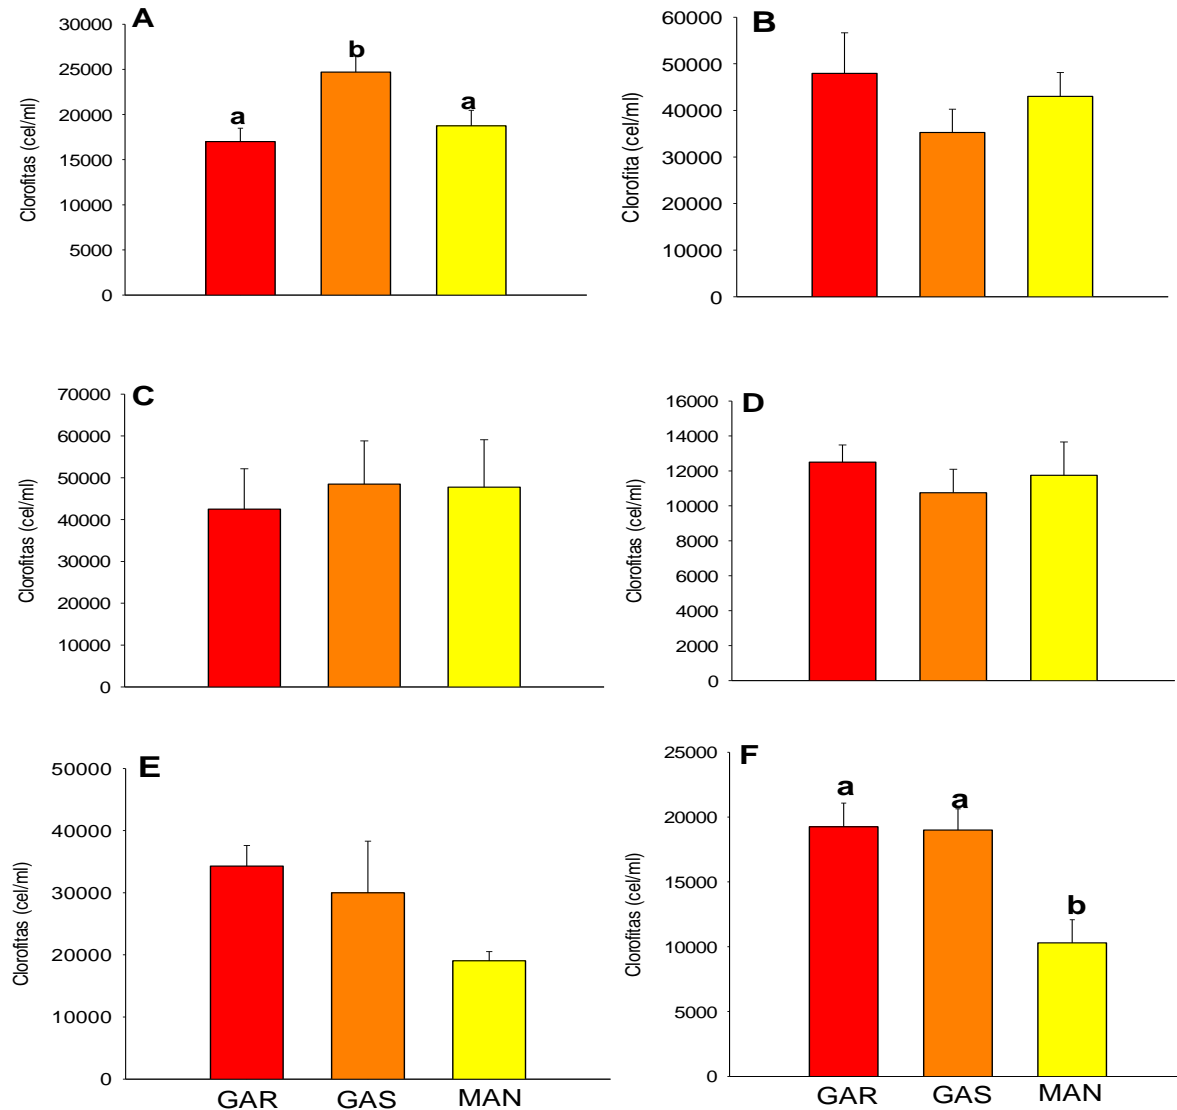 A
30000
25000
20000
15000
10000
5000
0
Clorofitas (cel/ml)
a
b
a
B
60000
50000
40000
30000
20000
10000
0
Clorofita (cel/ml)
C
70000
60000
50000
40000
30000
20000
10000
0
Clorofitas (cel/ml)
D
16000
14000
12000
10000
8000
6000
4000
2000
0
Clorofitas (cel/ml)
E
50000
40000
30000
20000
10000
0
Clorofitas (cel/ml)
GAR GAS MAN
F
25000
20000
15000
10000
5000
0
Clorofitas (cel/ml)
a
a
b
GAR GAS MAN